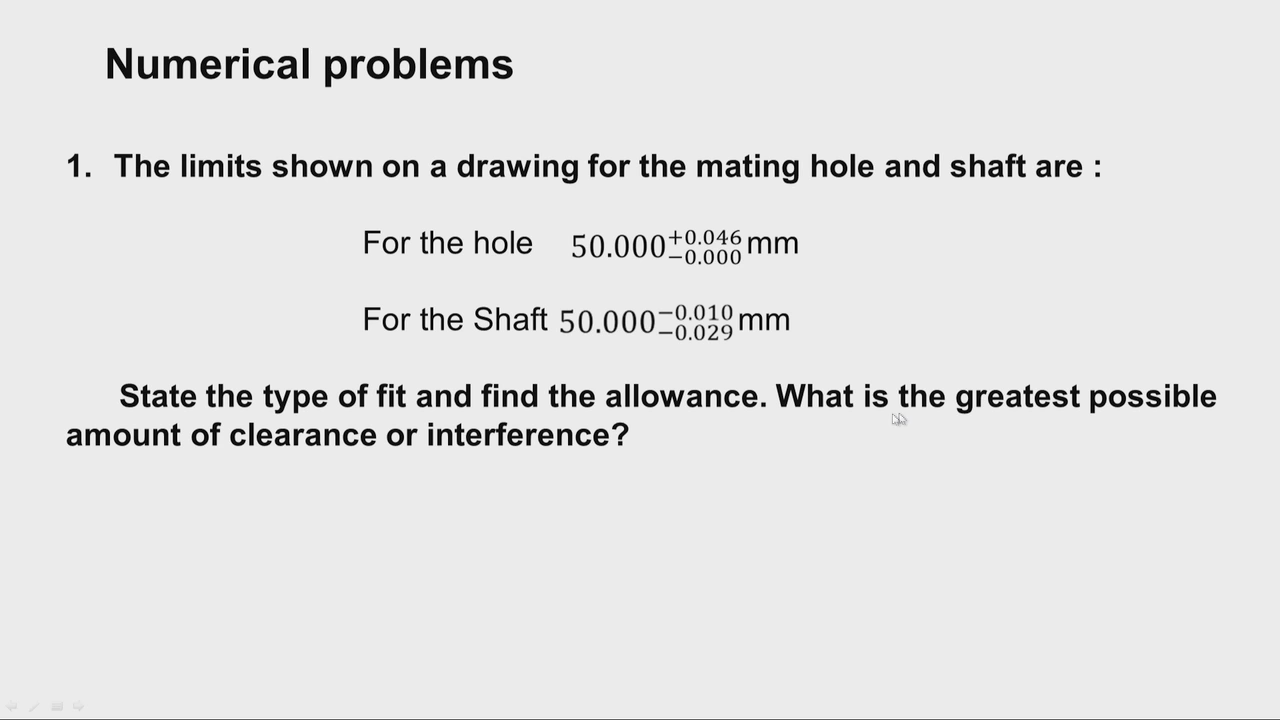 Numerical problems
1. The limits shown on a drawing for the mating hole and shaft are :
For the hole 50.000 +0.046 −0.000 mm
For the Shaft 50.000 −0.010 −0.029 mm
State the type of fit and find the allowance. What is the greatest possible
amount of clearance or interference?